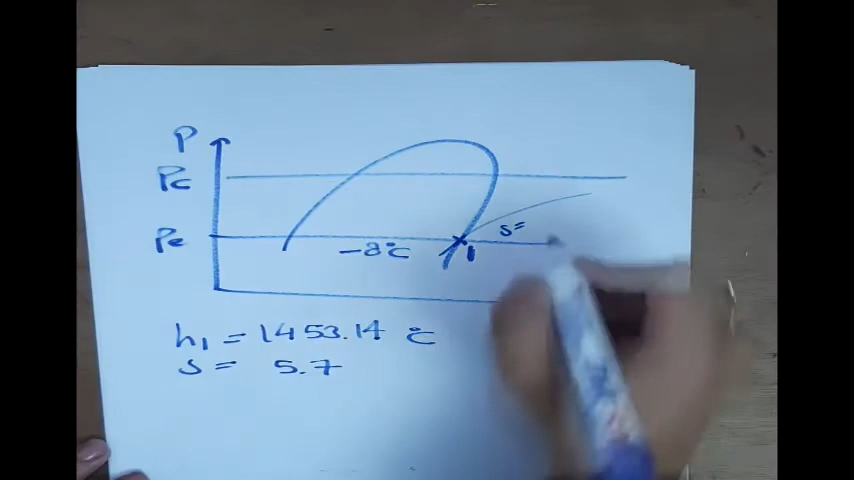 P
Pc
Pe
-8°C
1
s=
h1 = 1453.14 °C
s = 5.7